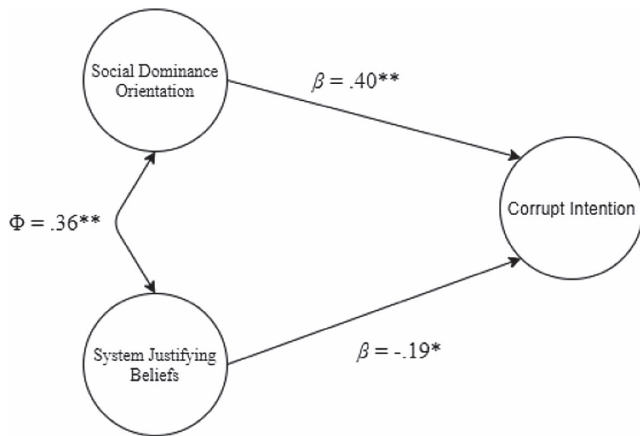 Social Dominance
Orientation
β = .40**
Φ = .36**
Corrupt Intention
System Justifying
Beliefs
β = -.19*